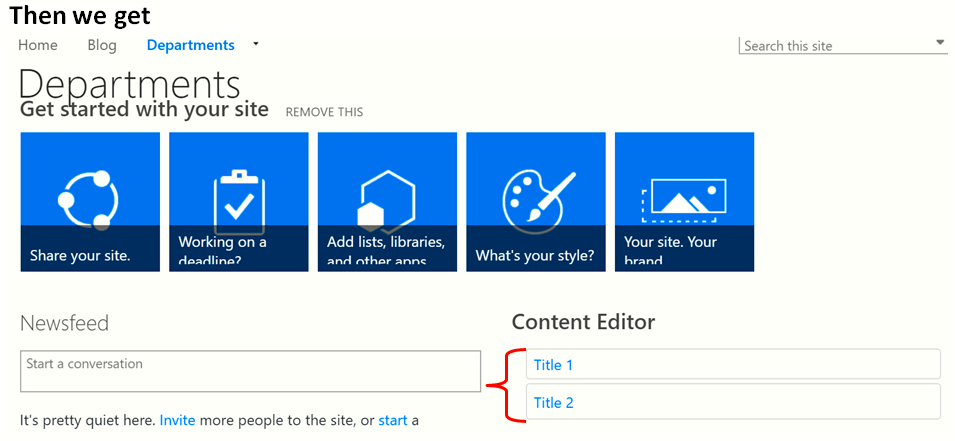 Then we get
Home Blog Departments
Search this site
Departments
Get started with your site REMOVE THIS
Share your site.
Working on a
deadline?
Add lists, libraries,
and other apps.
What's your style?
Your site. Your
brand.
Newsfeed
Start a conversation
It's pretty quiet here. Invite more people to the site, or start a
Content Editor
Title 1
Title 2